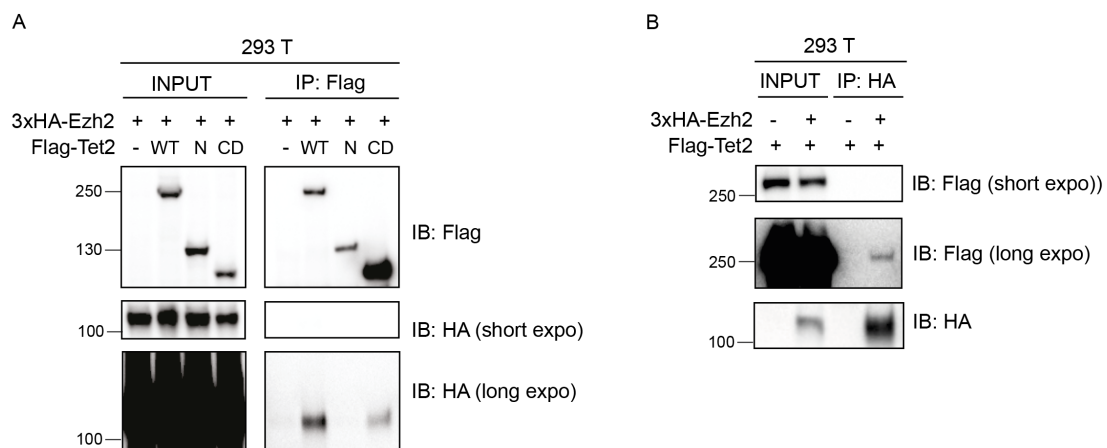 A
293 T
INPUT IP: Flag
3xHA-Ezh2 + + + + + + + +
Flag-Tet2 - WT N CD - WT N CD
250
130
IB: Flag
100
IB: HA (short expo)
IB: HA (long expo)
100
B
293 T
INPUT IP: HA
3xHA-Ezh2 - + - +
Flag-Tet2 + + + +
250
IB: Flag (short expo))
250
IB: Flag (long expo)
IB: HA
100